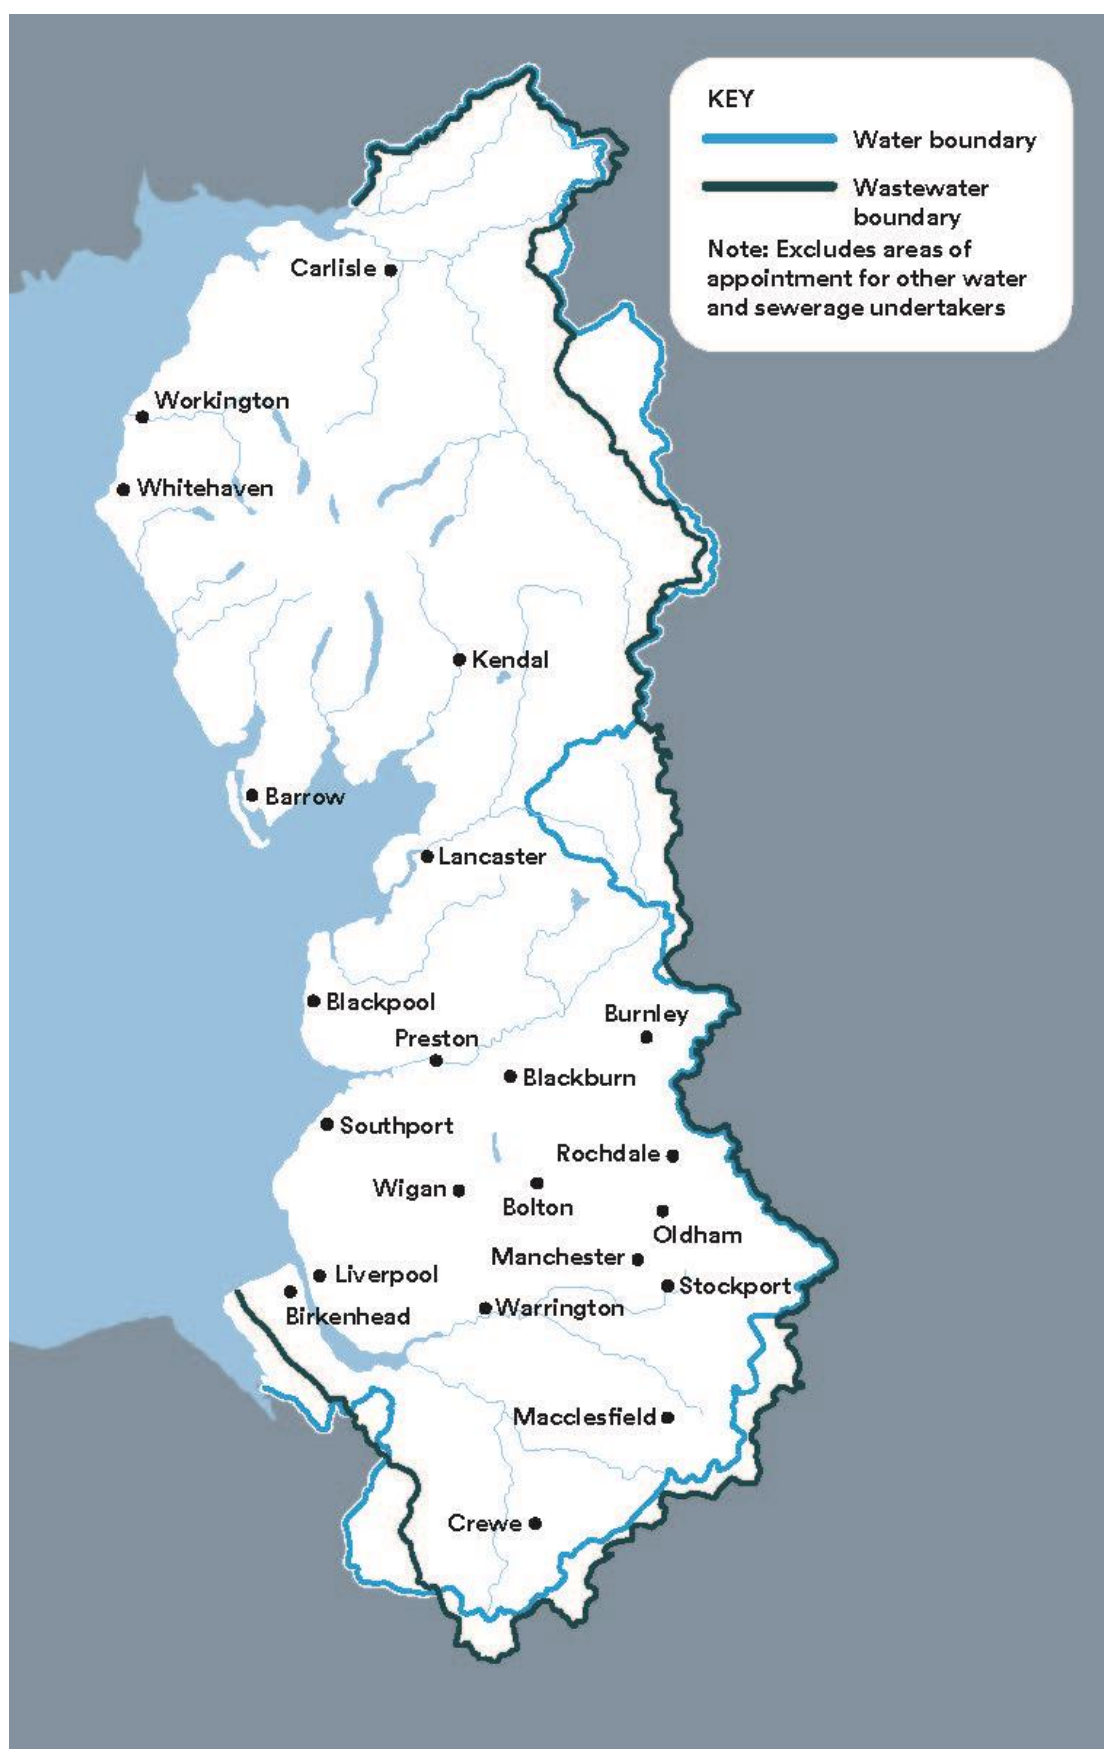 KEY
Water boundary
Wastewater
boundary
Note: Excludes areas of
appointment for other water
and sewerage undertakers
Carlisle
Workington
Whitehaven
Kendal
Barrow
Lancaster
Blackpool
Burnley
Preston
Blackburn
Southport
Rochdale
Wigan
Bolton
Oldham
Manchester
Liverpool
Stockport
Birkenhead
Warrington
Macclesfield
Crewe